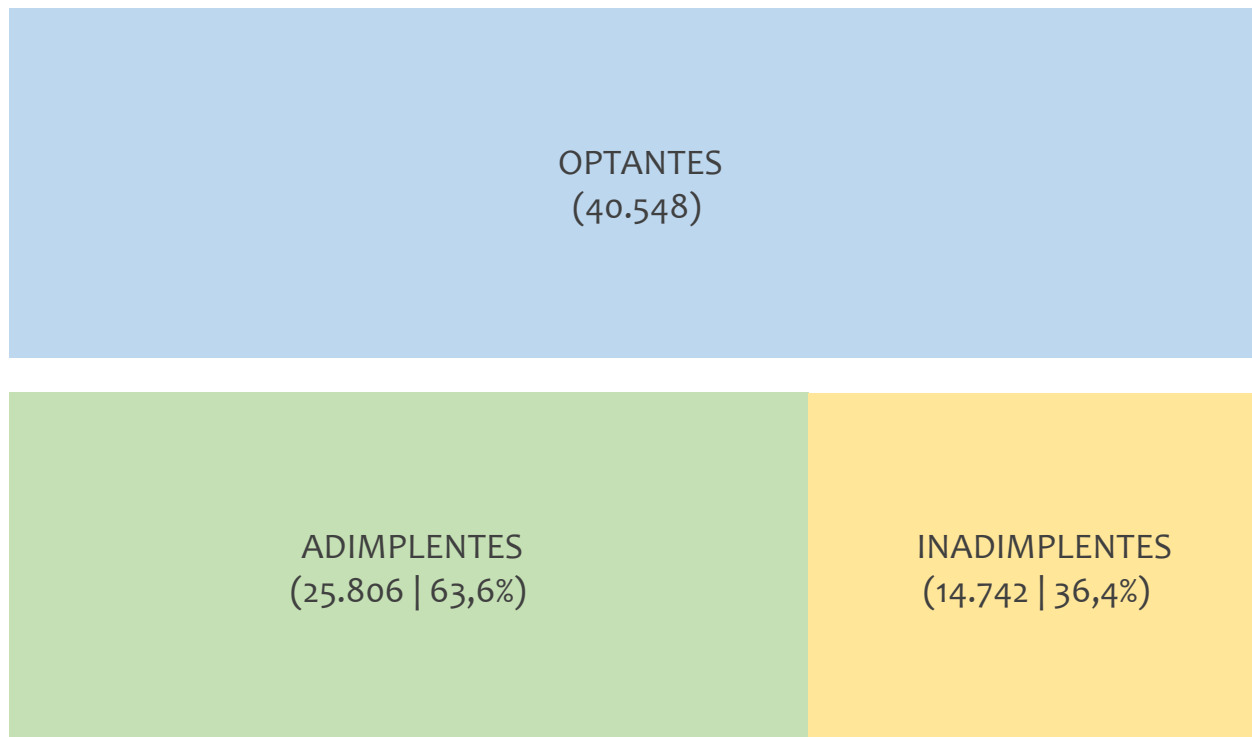 OPTANTES
(40.548)
ADIMPLENTES
(25.806 | 63,6%)
INADIMPLENTES
(14.742 | 36,4%)